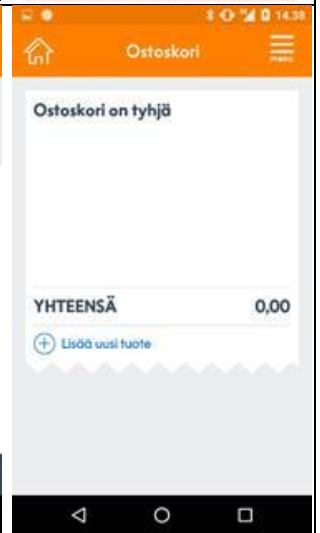 14.38
Ostoskori
menu
Ostoskori on tyhjä
YHTEENSÄ 0,00
Lisää uusi tuote